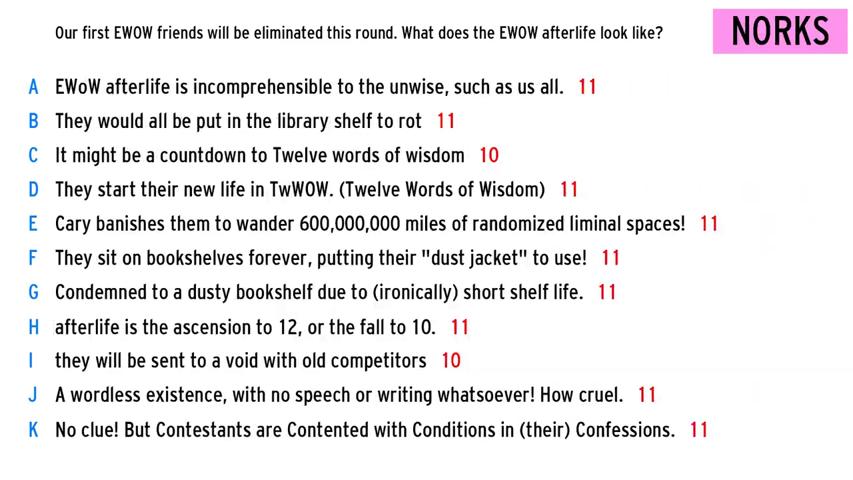 Our first EWOW friends will be eliminated this round. What does the EWOW afterlife look like?
NORKS
A EWoW afterlife is incomprehensible to the unwise, such as us all. 11
B They would all be put in the library shelf to rot 11
C It might be a countdown to Twelve words of wisdom 10
D They start their new life in TwWOW. (Twelve Words of Wisdom) 11
E Cary banishes them to wander 600,000,000 miles of randomized liminal spaces! 11
F They sit on bookshelves forever, putting their "dust jacket" to use! 11
G Condemned to a dusty bookshelf due to (ironically) short shelf life. 11
H afterlife is the ascension to 12, or the fall to 10. 11
I they will be sent to a void with old competitors 10
J A wordless existence, with no speech or writing whatsoever! How cruel. 11
K No clue! But Contestants are Contented with Conditions in (their) Confessions. 11